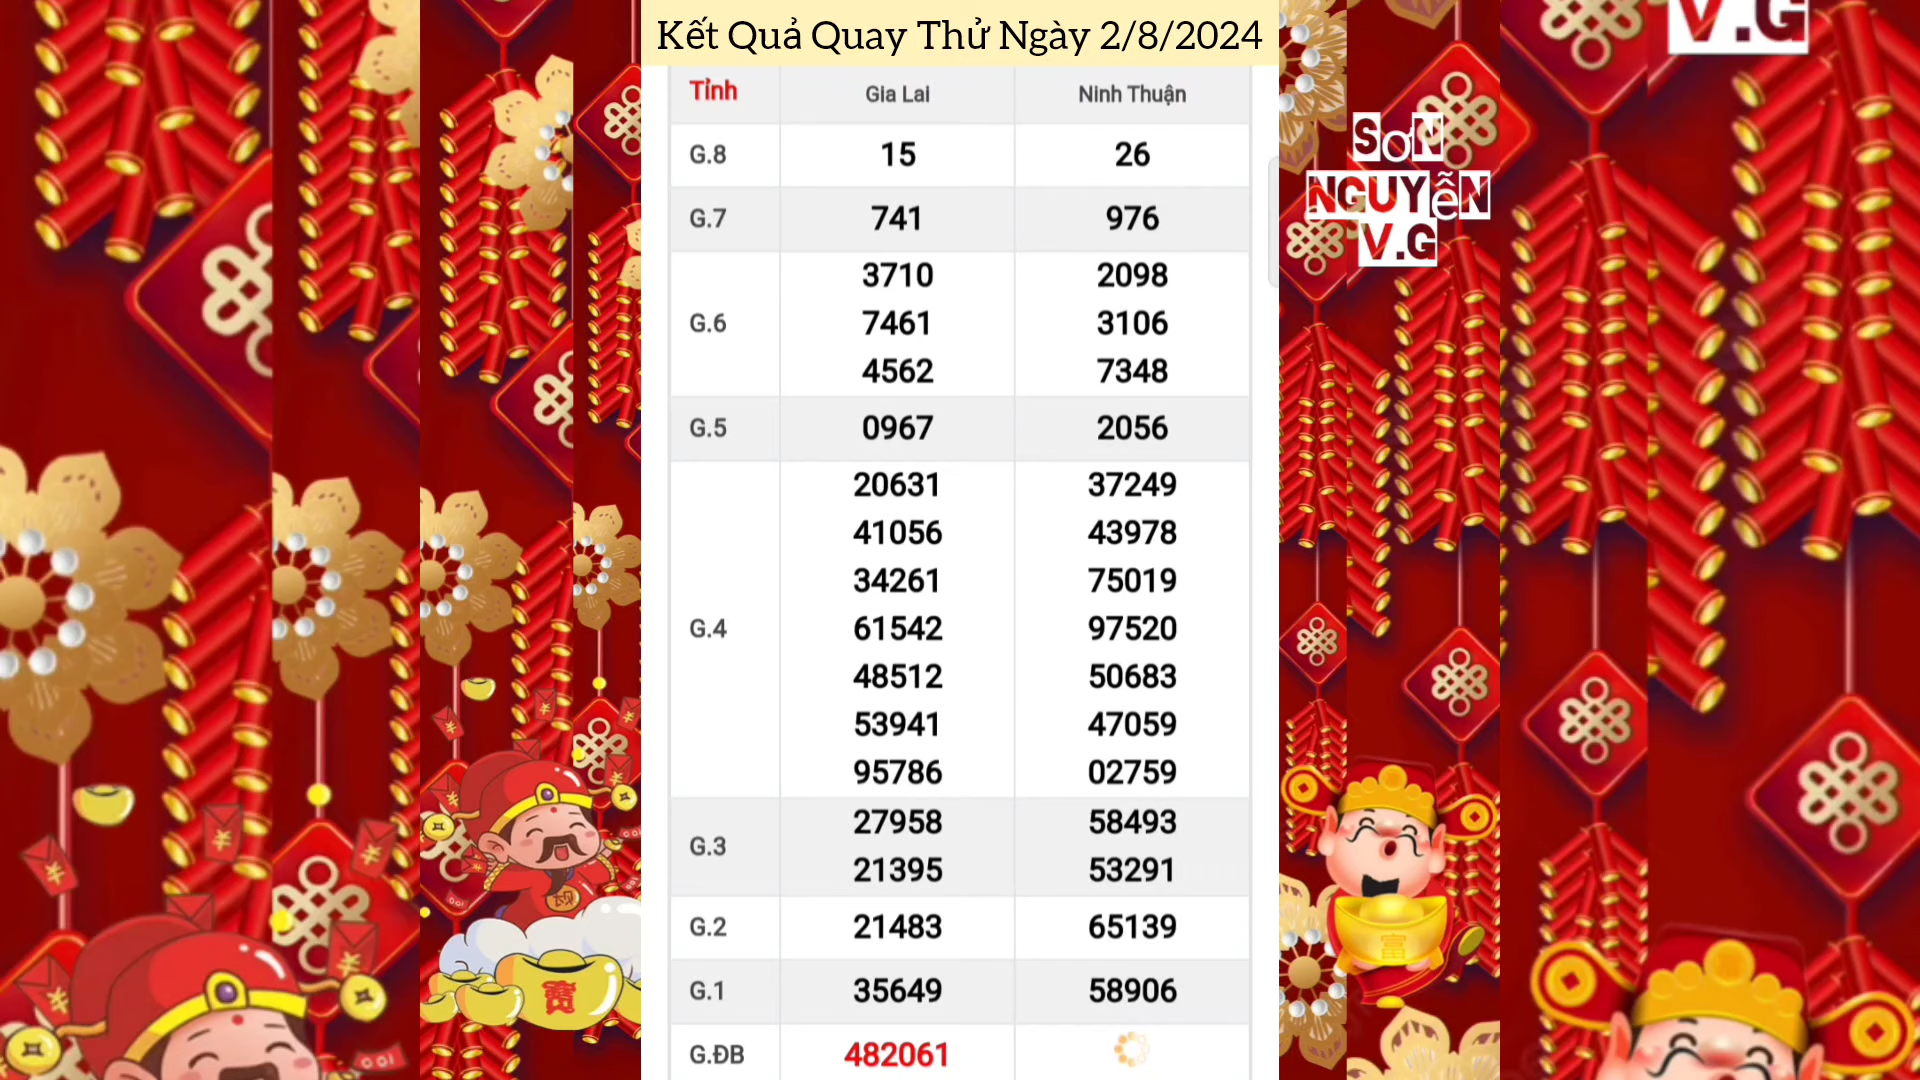 Kết Quả Quay Thử Ngày 2/8/2024
V.G
Tỉnh Gia Lai Ninh Thuận
SơN
NGUYỄN
V.G
G.8 15 26
G.7 741 976
G.6 3710 2098
7461 3106
4562 7348
G.5 0967 2056
G.4 20631 37249
41056 43978
34261 75019
61542 97520
48512 50683
53941 47059
95786 02759
G.3 27958 58493
21395 53291
G.2 21483 65139
G.1 35649 58906
G.ĐB 482061
富